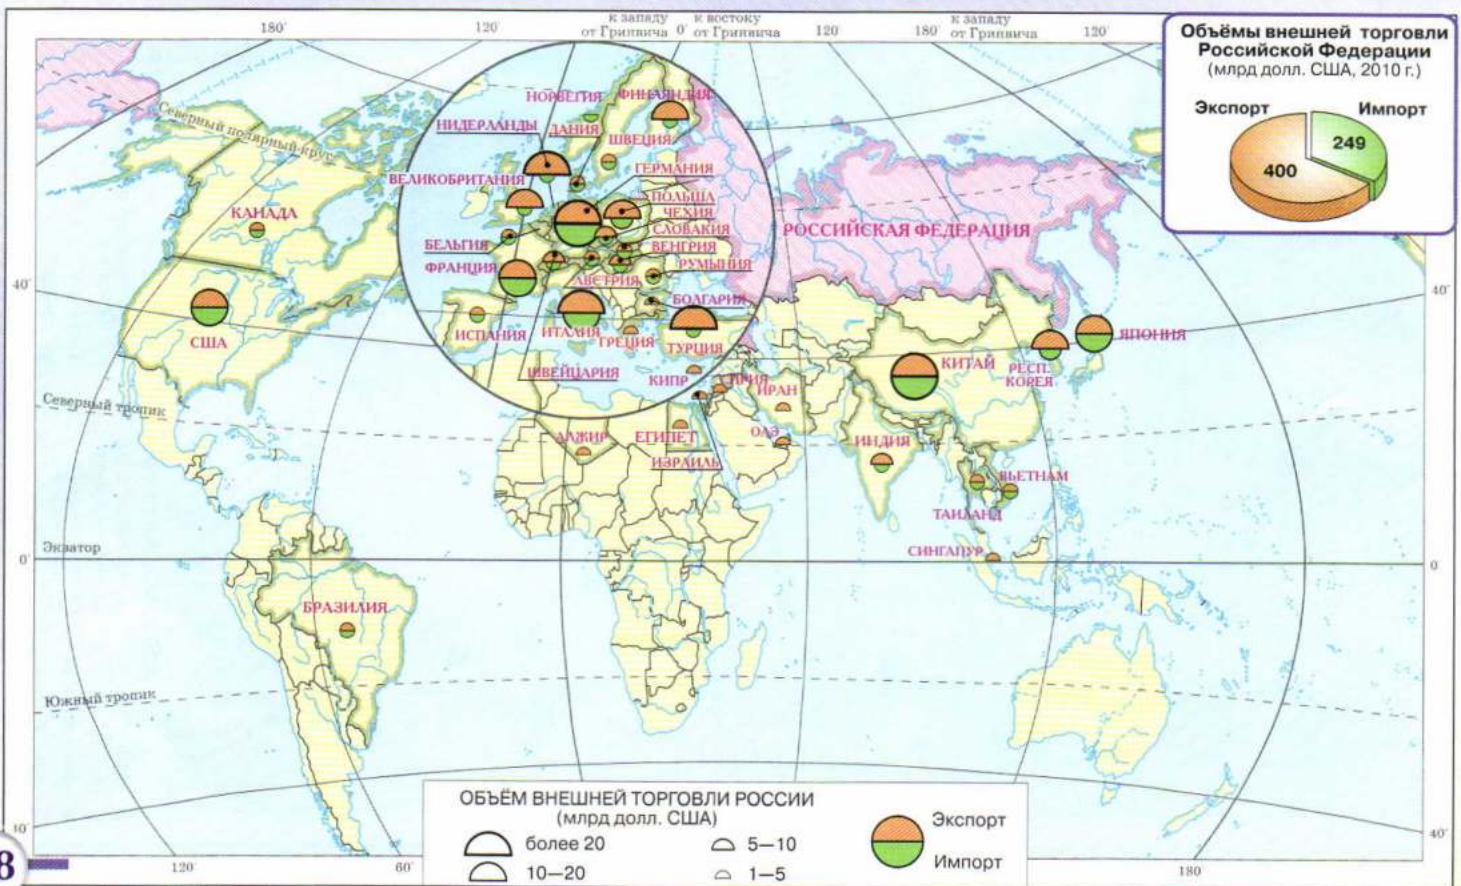 180°
120°
к западу
от Гринвича
0°
к востоку
от Гринвича
120
180
к западу
от Гринвича
120°
Объёмы внешней торговли
Российской Федерации
(млрд долл. США, 2010 г.)
Экспорт
Импорт
249
400
Северный полярный круг
НОРВЕГИЯ
ФИНЛЯНДИЯ
НИДЕРЛАНДЫ
ДАНИЯ
ШВЕЦИЯ
ГЕРМАНИЯ
ВЕЛИКОБРИТАНИЯ
ПОЛЬША
ЧЕХИЯ
СЛОВАКИЯ
БЕЛЬГИЯ
ВЕНГРИЯ
ФРАНЦИЯ
РУМЫНИЯ
АВСТРИЯ
БОЛГАРИЯ
ИСПАНИЯ
ИТАЛИЯ
ГРЕЦИЯ
ТУРЦИЯ
ШВЕЙЦАРИЯ
КИПР
СИРИЯ
КАНАДА
РОССИЙСКАЯ ФЕДЕРАЦИЯ
40°
40°
США
ЯПОНИЯ
КИТАЙ
РЕСП.
КОРЕЯ
ИРАН
Северный тропик
АЛЖИР
ЕГИПЕТ
ОАЭ
ИНДИЯ
ИЗРАИЛЬ
ВЬЕТНАМ
ТАИЛАНД
СИНГАПУР
Экватор
0°
0
БРАЗИЛИЯ
Южный тропик
40°
40°
8
120°
60°
180
ОБЪЁМ ВНЕШНЕЙ ТОРГОВЛИ РОССИИ
(млрд долл. США)
более 20
5—10
10—20
1—5
Экспорт
Импорт